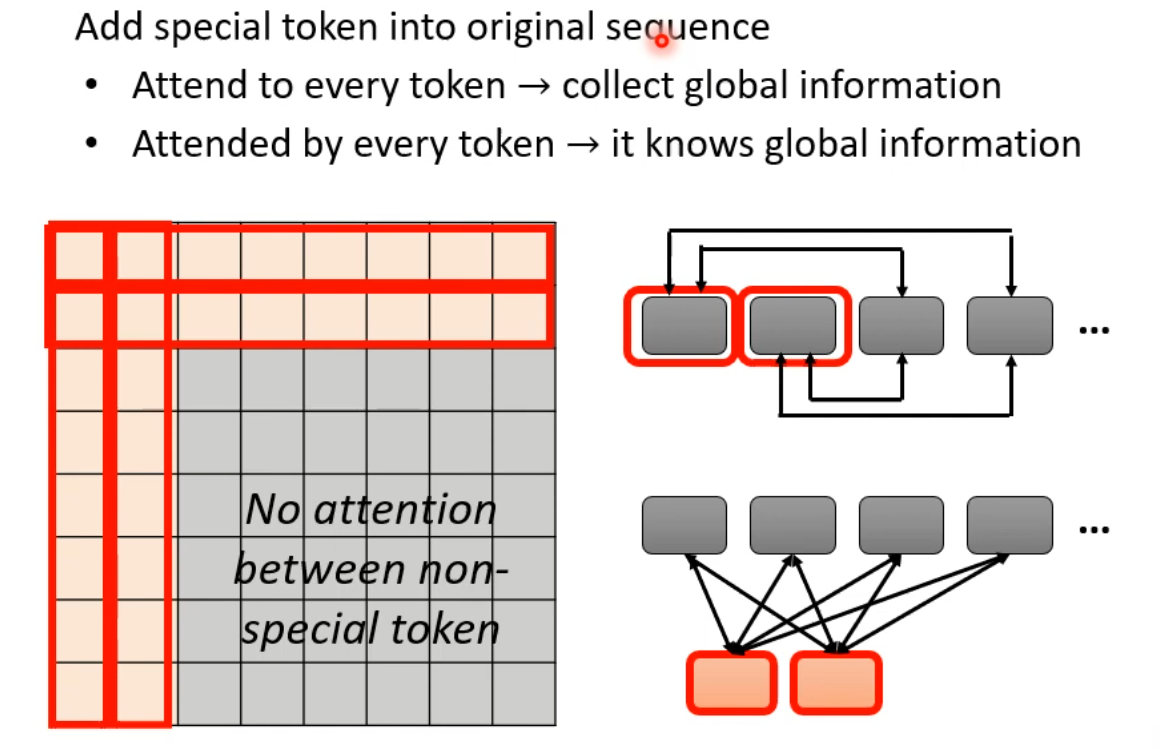 Add special token into original sequence
• Attend to every token → collect global information
• Attended by every token → it knows global information
No attention
between non-
special token
...
...